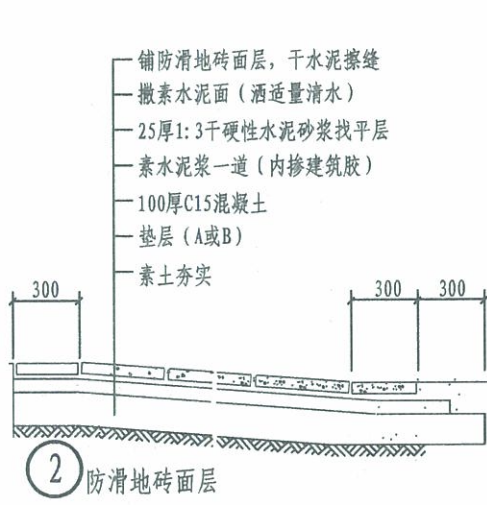 铺防滑地砖面层，干水泥擦缝
撒素水泥面（洒适量清水）
25厚1:3干硬性水泥砂浆找平层
素水泥浆一道（内掺建筑胶）
100厚C15混凝土
垫层（A或B）
素土夯实
300 300 300
2 防滑地砖面层